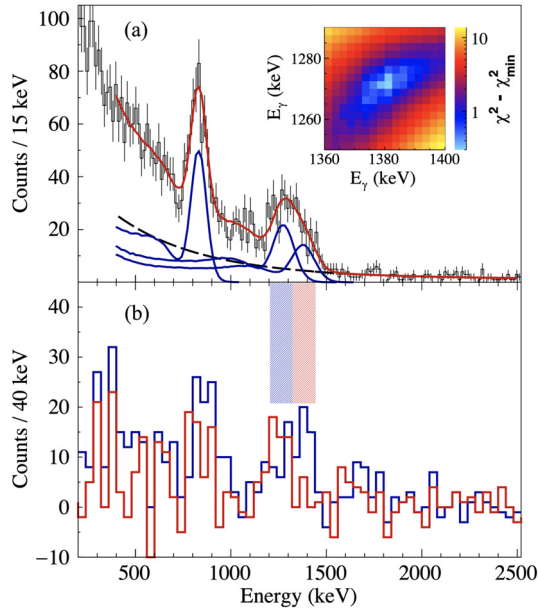 (a)
100
80
60
40
20
Counts / 15 keV
1280
1260
Eγ (keV)
1360 1380 1400
Eγ (keV)
10
1
χ² - χ²min
(b)
40
30
20
10
0
−10
Counts / 40 keV
500 1000 1500 2000 2500
Energy (keV)